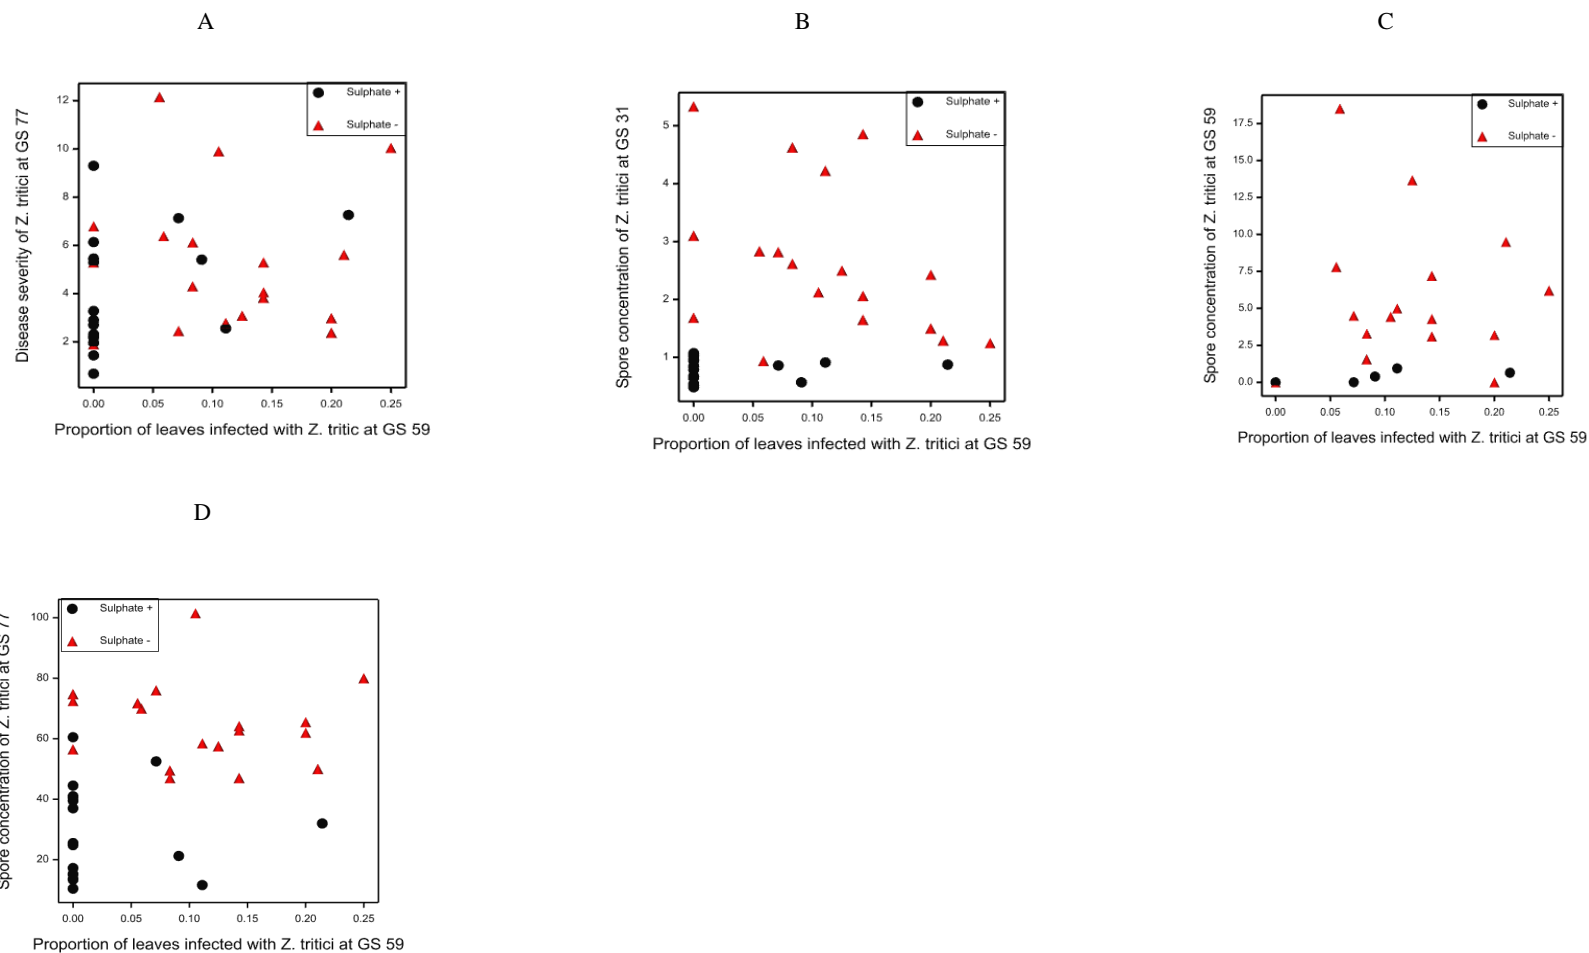 A
B
C
Disease severity of Z. tritici at GS 77
12
10
8
6
4
2
Sulphate +
Sulphate -
0.00 0.05 0.10 0.15 0.20 0.25
Proportion of leaves infected with Z. tritic at GS 59
Spore concentration of Z. tritici at GS 31
5
4
3
2
1
Sulphate +
Sulphate -
0.00 0.05 0.10 0.15 0.20 0.25
Proportion of leaves infected with Z. tritici at GS 59
Spore concentration of Z. tritici at GS 59
17.5
15.0
12.5
10.0
7.5
5.0
2.5
0.0
Sulphate +
Sulphate -
0.00 0.05 0.10 0.15 0.20 0.25
Proportion of leaves infected with Z. tritici at GS 59
D
Spore concentration of Z. tritici at GS 77
100
80
60
40
20
Sulphate +
Sulphate -
0.00 0.05 0.10 0.15 0.20 0.25
Proportion of leaves infected with Z. tritici at GS 59